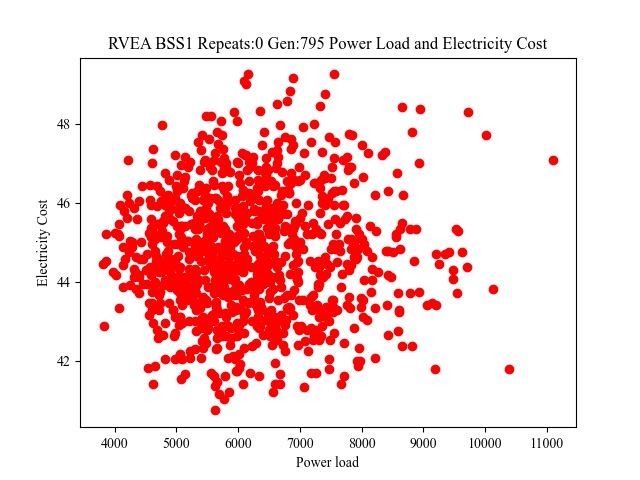 RVEA BSS1 Repeats:0 Gen:795 Power Load and Electricity Cost
48
46
44
42
Electricity Cost
4000 5000 6000 7000 8000 9000 10000 11000
Power load